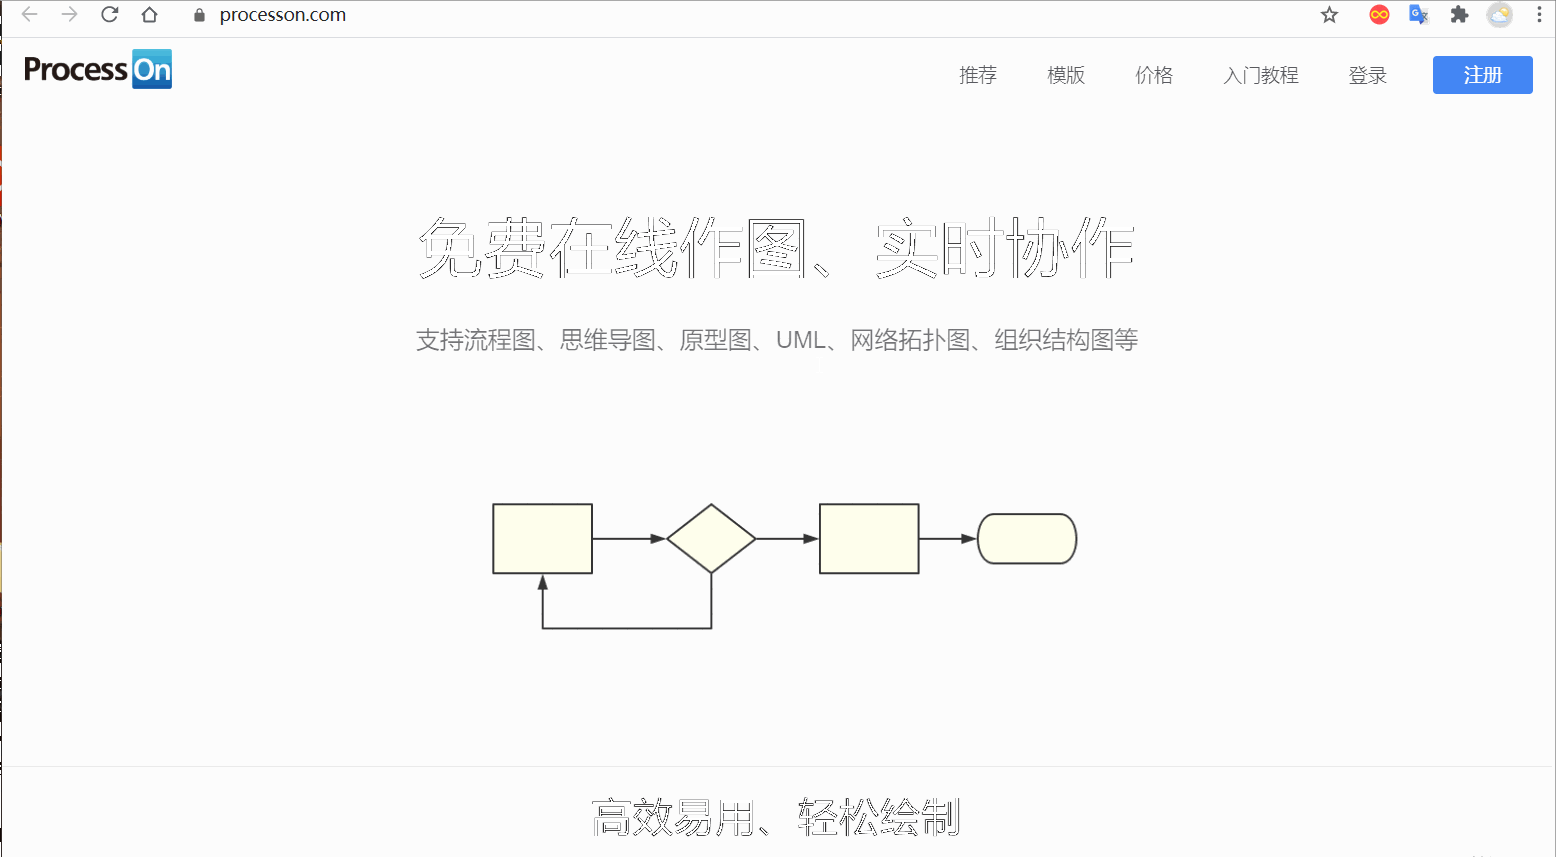 processon.com
ProcessOn
推荐 模版 价格 入门教程 登录 注册
免费在线作图、实时协作
支持流程图、思维导图、原型图、UML、网络拓扑图、组织结构图等
高效易用、轻松绘制